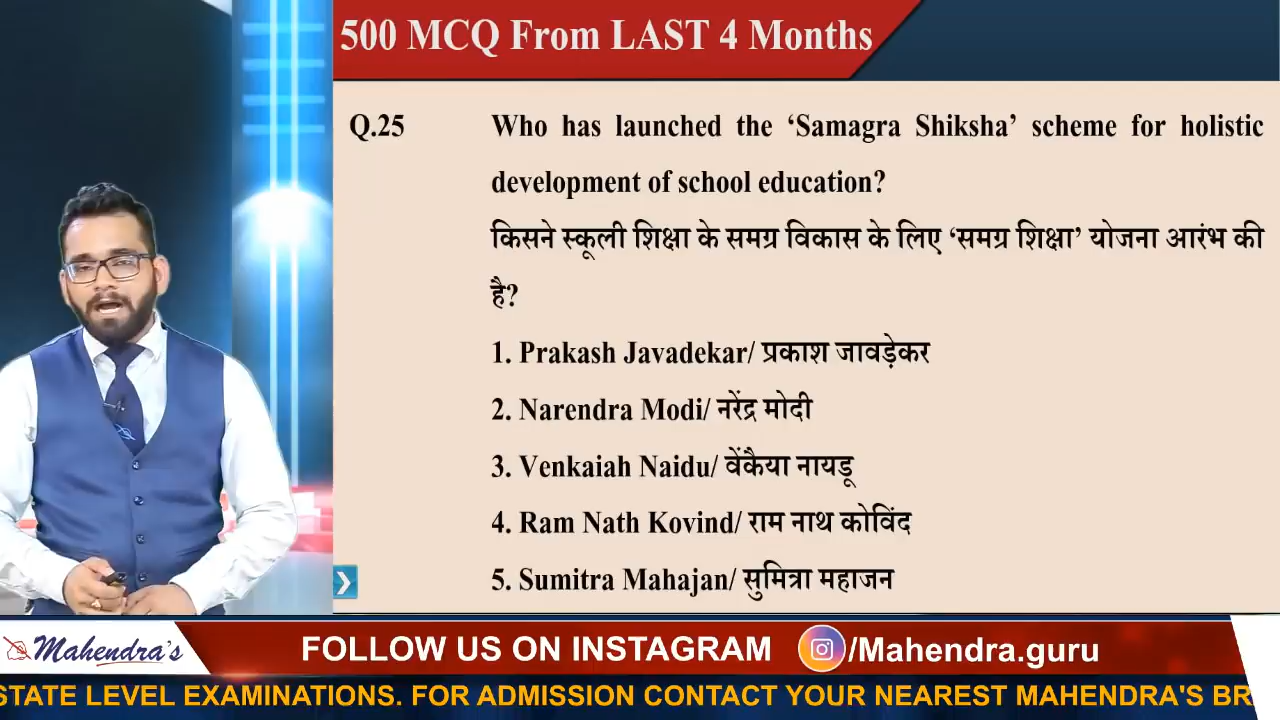 500 MCQ From LAST 4 Months
Q.25 Who has launched the ‘Samagra Shiksha’ scheme for holistic
development of school education?
किसने स्कूली शिक्षा के समग्र विकास के लिए ‘समग्र शिक्षा’ योजना आरंभ की
है?
1. Prakash Javadekar/ प्रकाश जावड़ेकर
2. Narendra Modi/ नरेंद्र मोदी
3. Venkaiah Naidu/ वेंकैया नायडू
4. Ram Nath Kovind/ राम नाथ कोविंद
5. Sumitra Mahajan/ सुमित्रा महाजन
Mahendra's FOLLOW US ON INSTAGRAM /Mahendra.guru
STATE LEVEL EXAMINATIONS. FOR ADMISSION CONTACT YOUR NEAREST MAHENDRA'S BR